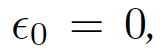 ϵ₀ = 0,